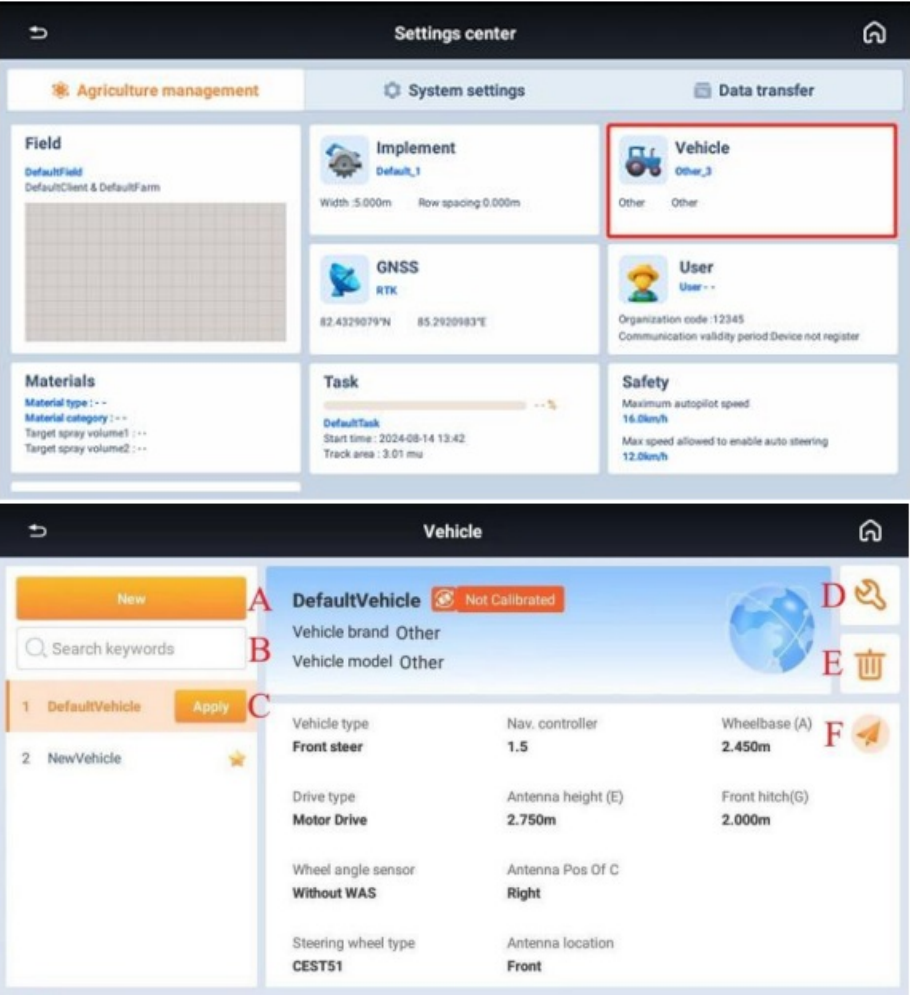 Settings center
Agriculture management
System settings
Data transfer
Field
DefaultField
DefaultClient & DefaultFarm
Implement
Default_1
Width :5.000m Row spacing:0.000m
Vehicle
Other_3
Other Other
GNSS
RTK
82.4329079°N 85.2920983°E
User
User - -
Organization code :12345
Communication validity period:Device not register
Materials
Material type : - -
Material category : - -
Target spray volume1 : --
Target spray volume2 : --
Task
-- %
DefaultTask
Start time : 2024-08-14 13:42
Track area : 3.01 mu
Safety
Maximum autopilot speed
16.0km/h
Max speed allowed to enable auto steering
12.0km/h
Vehicle
New A
Search keywords B
1 DefaultVehicle Apply C
2 NewVehicle
DefaultVehicle Not Calibrated
Vehicle brand Other
Vehicle model Other
D
E
F
Vehicle type
Front steer
Nav. controller
1.5
Wheelbase (A)
2.450m
Drive type
Motor Drive
Antenna height (E)
2.750m
Front hitch(G)
2.000m
Wheel angle sensor
Without WAS
Antenna Pos Of C
Right
Steering wheel type
CEST51
Antenna location
Front